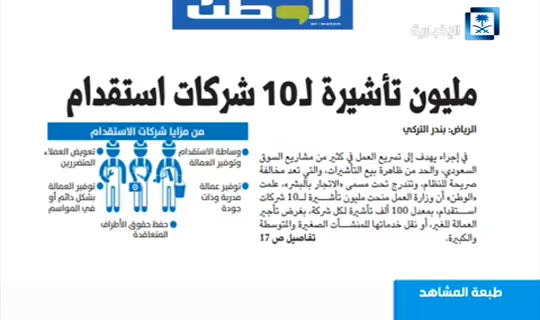 الوطن
الإخبارية
مليون تأشيرة لـ10 شركات استقدام
الرياض: بندر التركي
في إجراء يهدف إلى تسريع العمل في كثير من مشاريع السوق
السعودي، والحد من ظاهرة بيع التأشيرات، والتي تعد مخالفة
صريحة للنظام، وتندرج تحت مسمى «الاتجار بالبشر»، علمت
«الوطن» أن وزارة العمل منحت مليون تأشيرة لـ10 شركات
استقدام، بمعدل 100 ألف تأشيرة لكل شركة، بغرض تأجير
العمالة للغير، أو نقل خدماتها للمنشآت الصغيرة والمتوسطة
والكبيرة. تفاصيل ص 17
من مزايا شركات الاستقدام
وساطة الاستقدام
وتوفير العمالة
توفير عمالة
مدربة وذات
جودة
حفظ حقوق الأطراف
المتعاقدة
تعويض العملاء
المتضررين
توفير العمالة
بشكل دائم أو
في المواسم
طبعة المشاهد